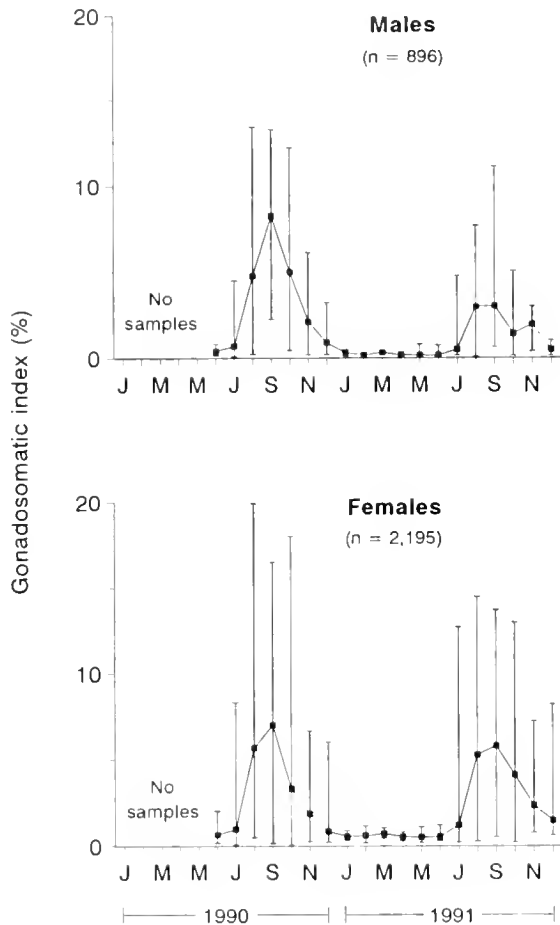 20
Males
(n = 896)
10
No
samples
0
J M M J S N J M M J S N
Gonadosomatic index (%)
20
Females
(n = 2,195)
10
No
samples
0
J M M J S N J M M J S N
1990 1991